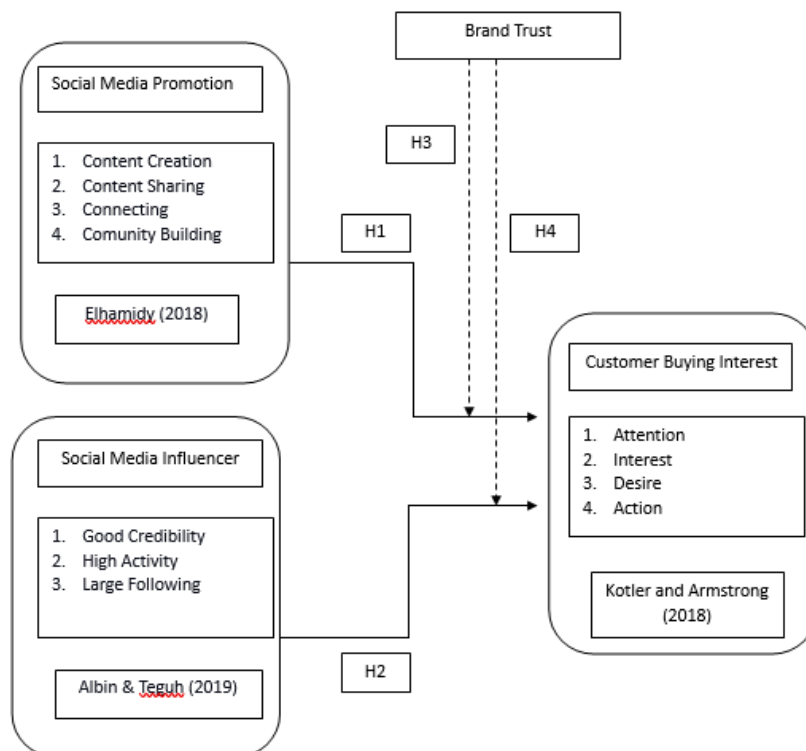 Brand Trust
Social Media Promotion
1. Content Creation
2. Content Sharing
3. Connecting
4. Comunity Building
Elhamidy (2018)
H3
H1
H4
Customer Buying Interest
1. Attention
2. Interest
3. Desire
4. Action
Kotler and Armstrong
(2018)
Social Media Influencer
1. Good Credibility
2. High Activity
3. Large Following
Albin & Teguh (2019)
H2